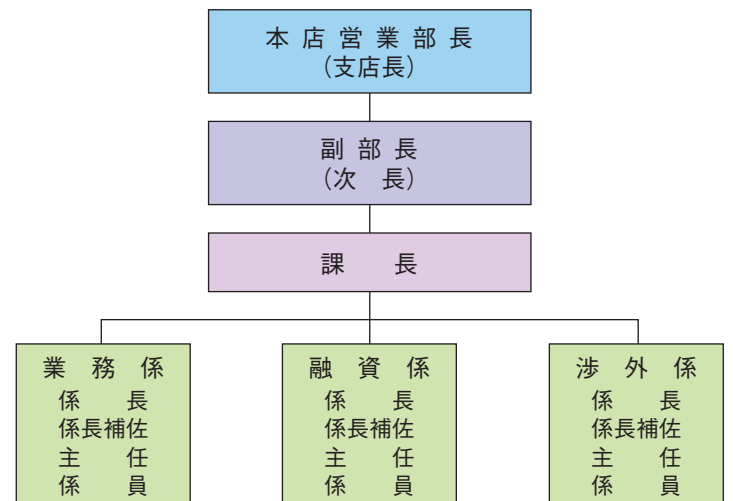 本店営業部長
（支店長）
副部長
（次　長）
課　長
業務係
係　長
係長補佐
主　任
係　員
融資係
係　長
係長補佐
主　任
係　員
渉外係
係　長
係長補佐
主　任
係　員